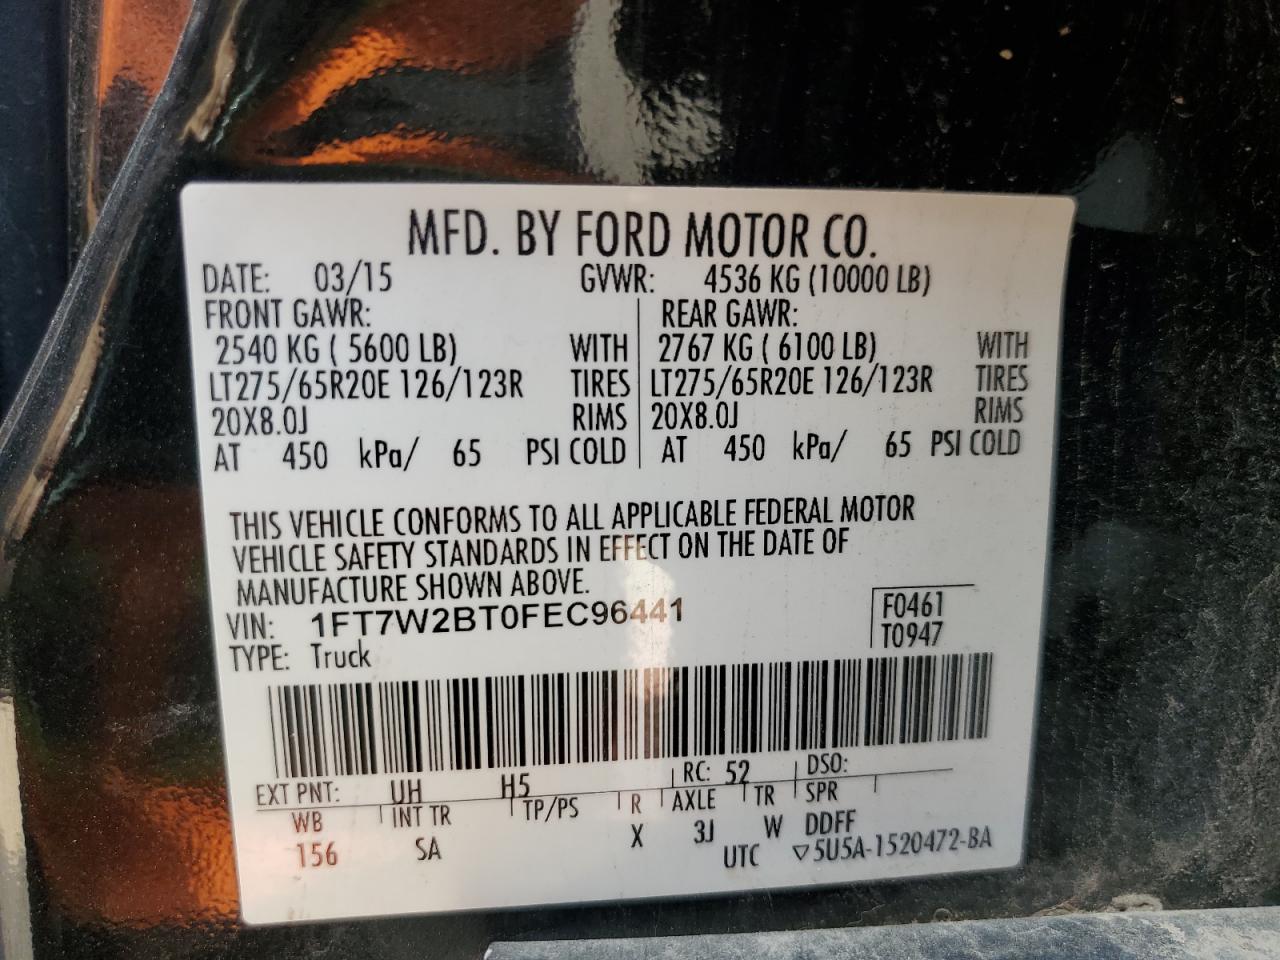 MFD. BY FORD MOTOR CO.
DATE: 03/15 GVWR: 4536 KG (10000 LB)
FRONT GAWR: REAR GAWR:
2540 KG ( 5600 LB) WITH 2767 KG ( 6100 LB) WITH
LT275/65R20E 126/123R TIRES LT275/65R20E 126/123R TIRES
20X8.0J RIMS 20X8.0J RIMS
AT 450 kPa/ 65 PSI COLD AT 450 kPa/ 65 PSI COLD
THIS VEHICLE CONFORMS TO ALL APPLICABLE FEDERAL MOTOR
VEHICLE SAFETY STANDARDS IN EFFECT ON THE DATE OF
MANUFACTURE SHOWN ABOVE.
VIN: 1FT7W2BT0FEC96441 F0461
TYPE: Truck T0947
EXT PNT: UH H5 RC: 52 DSO:
WB INT TR TP/PS R AXLE TR SPR
156 SA X 3J W DDFF
UTC ▽5U5A-1520472-BA